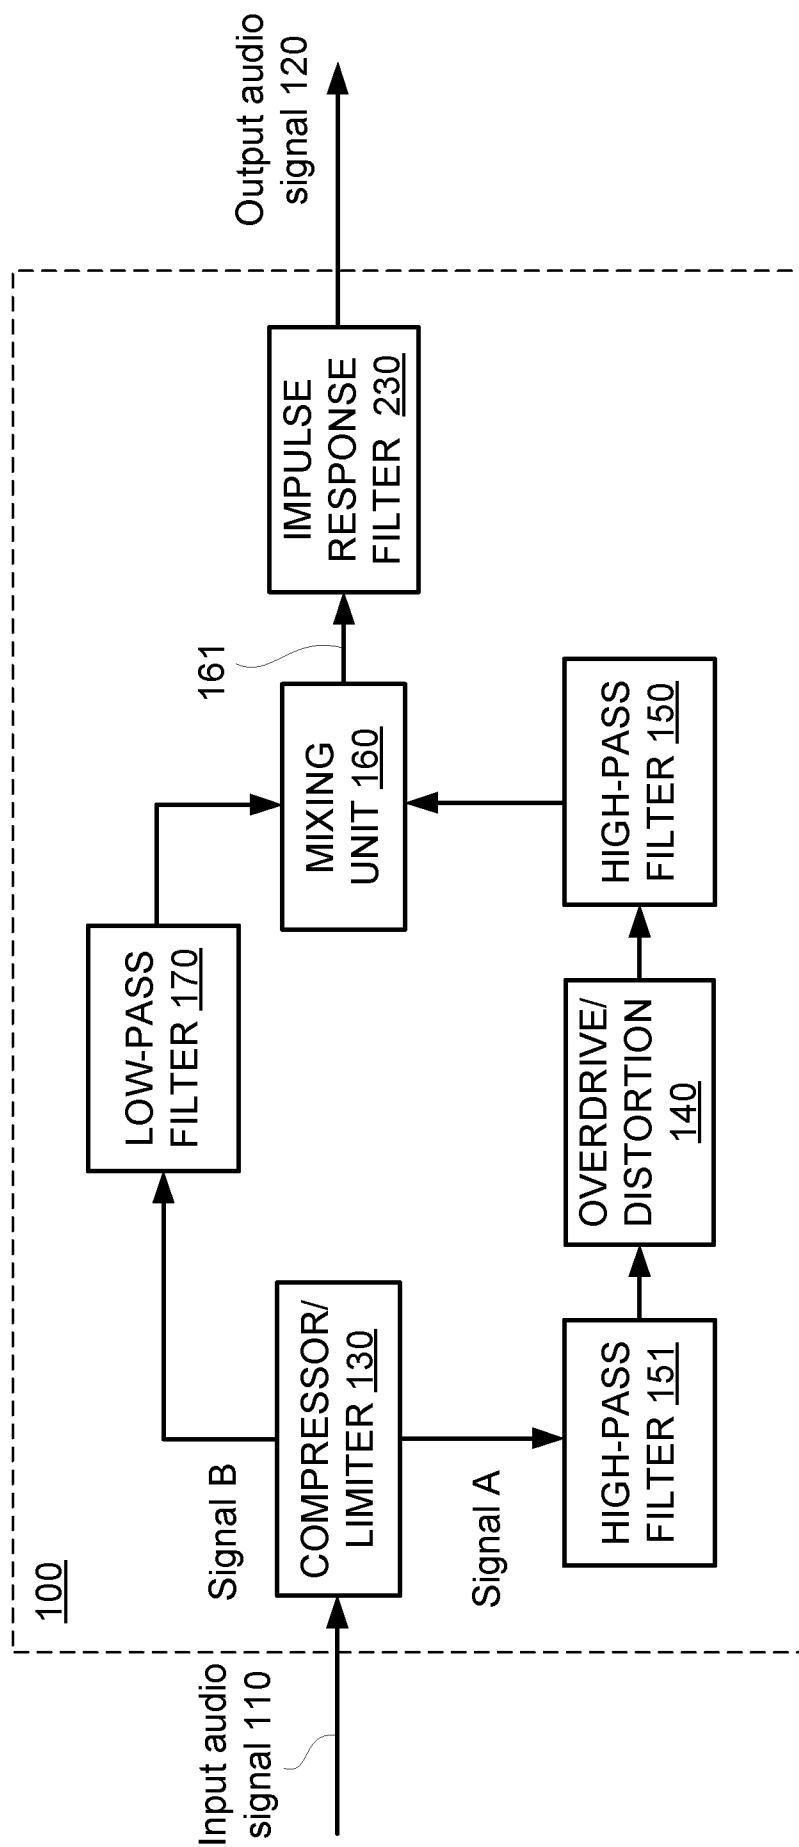 100
Input audio
signal 110
Signal B
COMPRESSOR/
LIMITER 130
Signal A
LOW-PASS
FILTER 170
HIGH-PASS
FILTER 151
OVERDRIVE/
DISTORTION
140
HIGH-PASS
FILTER 150
MIXING
UNIT 160
161
IMPULSE
RESPONSE
FILTER 230
Output audio
signal 120